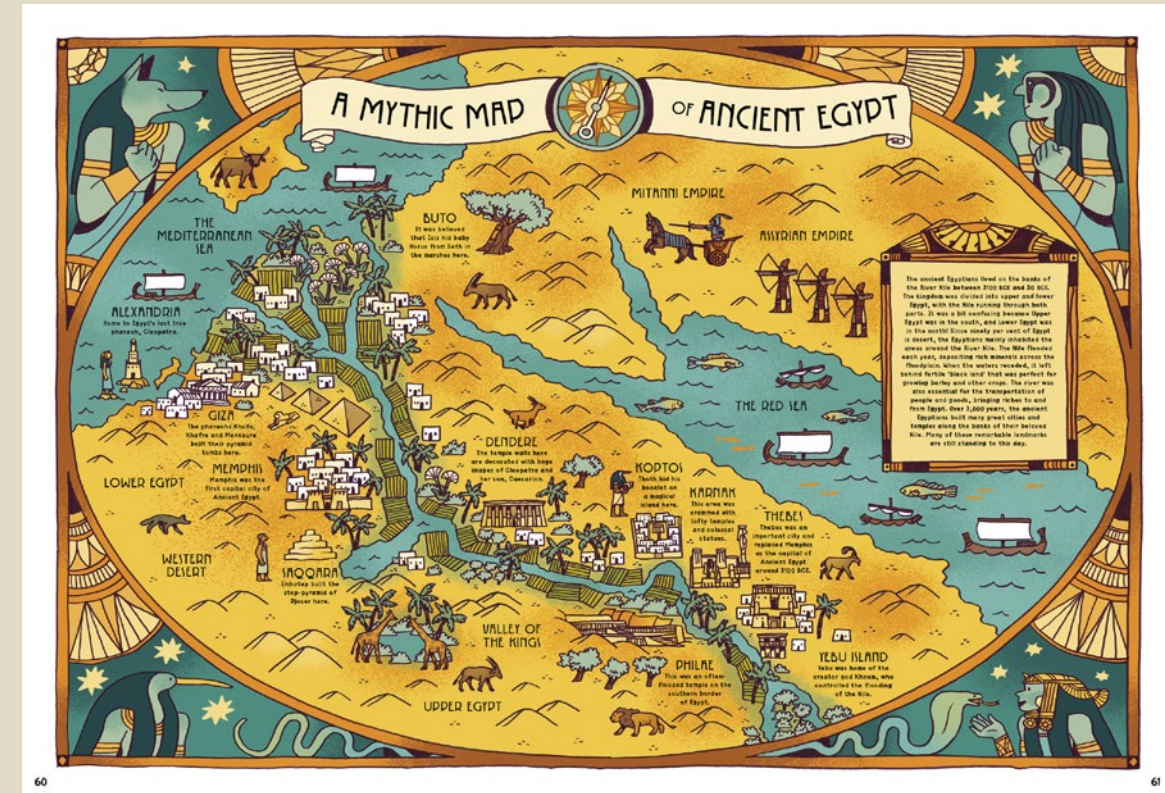 A MYTHIC MAP
OF ANCIENT EGYPT
THE
MEDITERRANEAN
SEA
BUTO
It was believed
that Isis hid baby
Horus from Seth in
the marshes here.
MITANNI EMPIRE
ASSYRIAN EMPIRE
ALEXANDRIA
Home to Egypt's last true
pharaoh, Cleopatra.
The ancient Egyptians lived on the banks of
the River Nile between 3100 BCE and 30 BCE.
The kingdom was divided into upper and lower
Egypt, with the Nile running through both
parts. It was a bit confusing because Upper
Egypt was in the south, and Lower Egypt was
in the north! Since ninety per cent of Egypt
is desert, the Egyptians mainly inhabited the
areas around the River Nile. The Nile flooded
each year, depositing rich minerals across the
floodplain. When the waters receded, it left
behind fertile 'black land' that was perfect for
growing barley and other crops. The river was
also essential for the transportation of
people and goods, bringing riches to and
from Egypt. Over 3,000 years, the ancient
Egyptians built many great cities and
temples along the banks of their beloved
Nile. Many of these remarkable landmarks
are still standing to this day.
GIZA
The pharaohs Khufu,
Khafre and Menkaure
built their pyramid
tombs here.
THE RED SEA
MEMPHIS
Memphis was the
first capital city of
Ancient Egypt.
LOWER EGYPT
DENDERE
The temple walls here
are decorated with huge
images of Cleopatra and
her son, Caesarion.
KOPTOS
Thoth hid his
booklet on
a magical
island here.
KARNAK
This area was
crammed with
lofty temples
and colossal
statues.
THEBES
Thebes was an
important city and
replaced Memphis
as the capital of
Ancient Egypt
around 3100 BCE.
WESTERN
DESERT
SAQQARA
Imhotep built the
step-pyramid of
Djoser here.
VALLEY OF
THE KINGS
UPPER EGYPT
PHILAE
This was an often-
flooded temple on the
southern border
of Egypt.
YEBU ISLAND
Yebu was home of the
creator god Khnum, who
controlled the flooding
of the Nile.
60
61